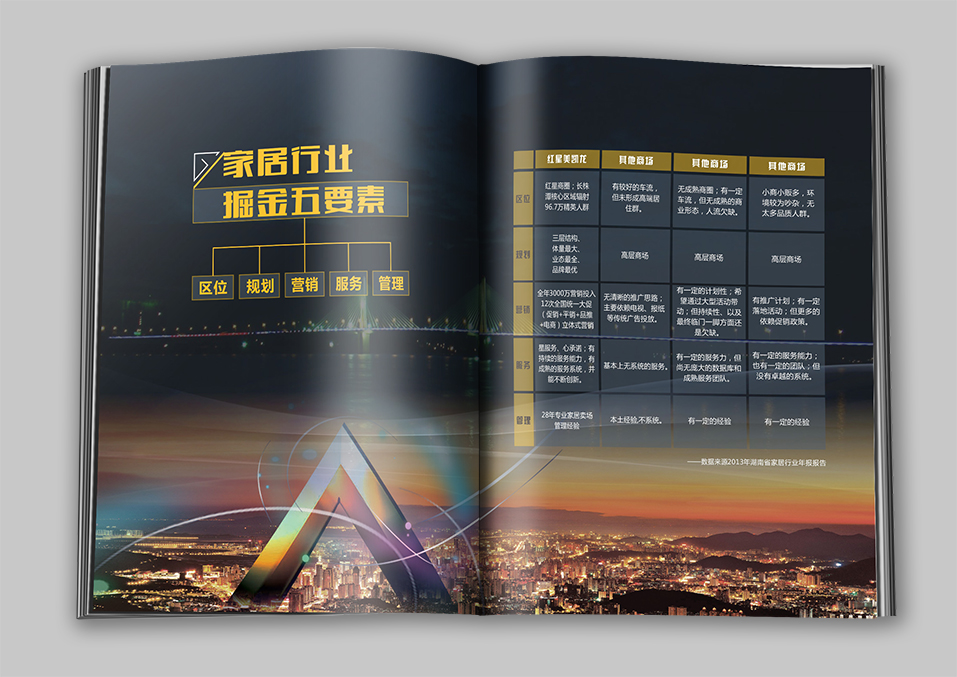 家居行业
掘金五要素
区位 规划 营销 服务 管理
红星美凯龙 其他商场 其他商场 其他商场
区位
红星商圈；长株
潭核心区域辐射
96.7万精英人群
有较好的车流，
但未形成高端居
住群。
无成熟商圈；有一定
车流，但无成熟的商
业形态，人流欠缺。
小商小贩多，环
境较为吵杂，无
太多品质人群。
规划
三层结构、
体量最大、
业态最全、
品牌最优
高层商场
高层商场
高层商场
营销
全年3000万营销投入
12次全国统一大促
（促销+平销+品推
+电商）立体式营销
无清晰的推广思路；
主要依赖电视、报纸
等传统广告投放。
有一定的计划性；希
望通过大型活动带
动；但持续性、以及
最终临门一脚方面还
是欠缺。
有推广计划；有一定
落地活动；但更多的
依赖促销政策。
服务
星服务、心承诺；有
持续的服务能力，有
成熟的服务系统，并
能不断创新。
基本上无系统的服务。
有一定的服务力，但
尚无庞大的数据库和
成熟服务团队。
有一定的服务能力；
也有一定的团队；但
没有卓越的系统。
管理
28年专业家居卖场
管理经验
本土经验,不系统。
有一定的经验
有一定的经验
——数据来源2013年湖南省家居行业年报报告